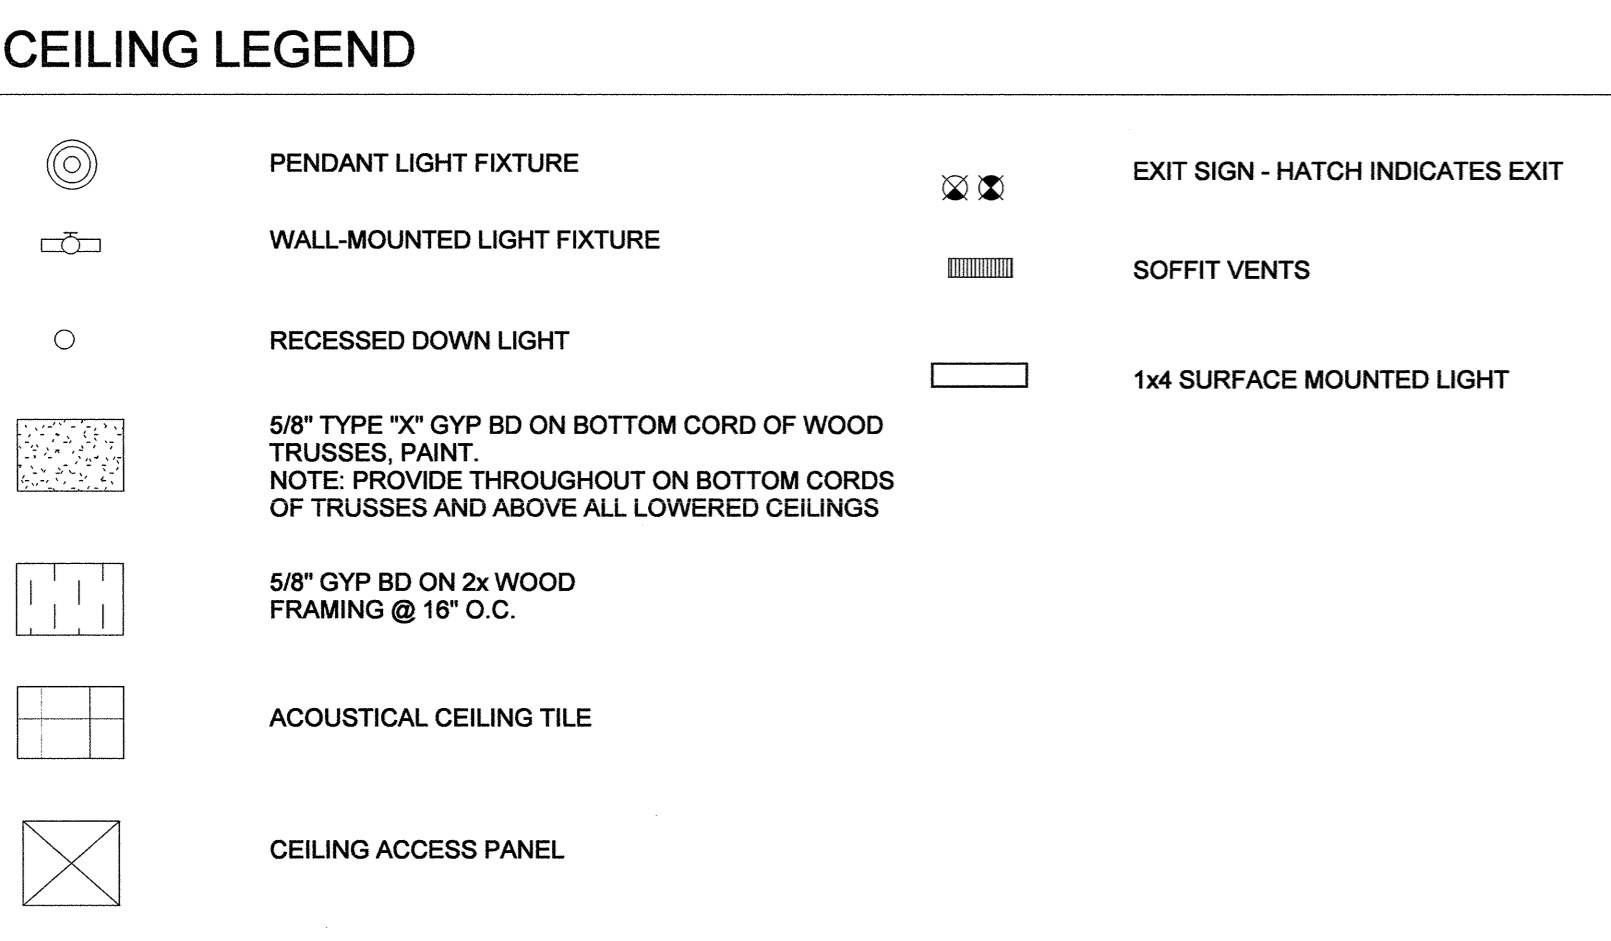 CEILING LEGEND
PENDANT LIGHT FIXTURE
WALL-MOUNTED LIGHT FIXTURE
RECESSED DOWN LIGHT
5/8" TYPE "X" GYP BD ON BOTTOM CORD OF WOOD
TRUSSES, PAINT.
NOTE: PROVIDE THROUGHOUT ON BOTTOM CORDS
OF TRUSSES AND ABOVE ALL LOWERED CEILINGS
5/8" GYP BD ON 2x WOOD
FRAMING @ 16" O.C.
ACOUSTICAL CEILING TILE
CEILING ACCESS PANEL
EXIT SIGN - HATCH INDICATES EXIT
SOFFIT VENTS
1x4 SURFACE MOUNTED LIGHT